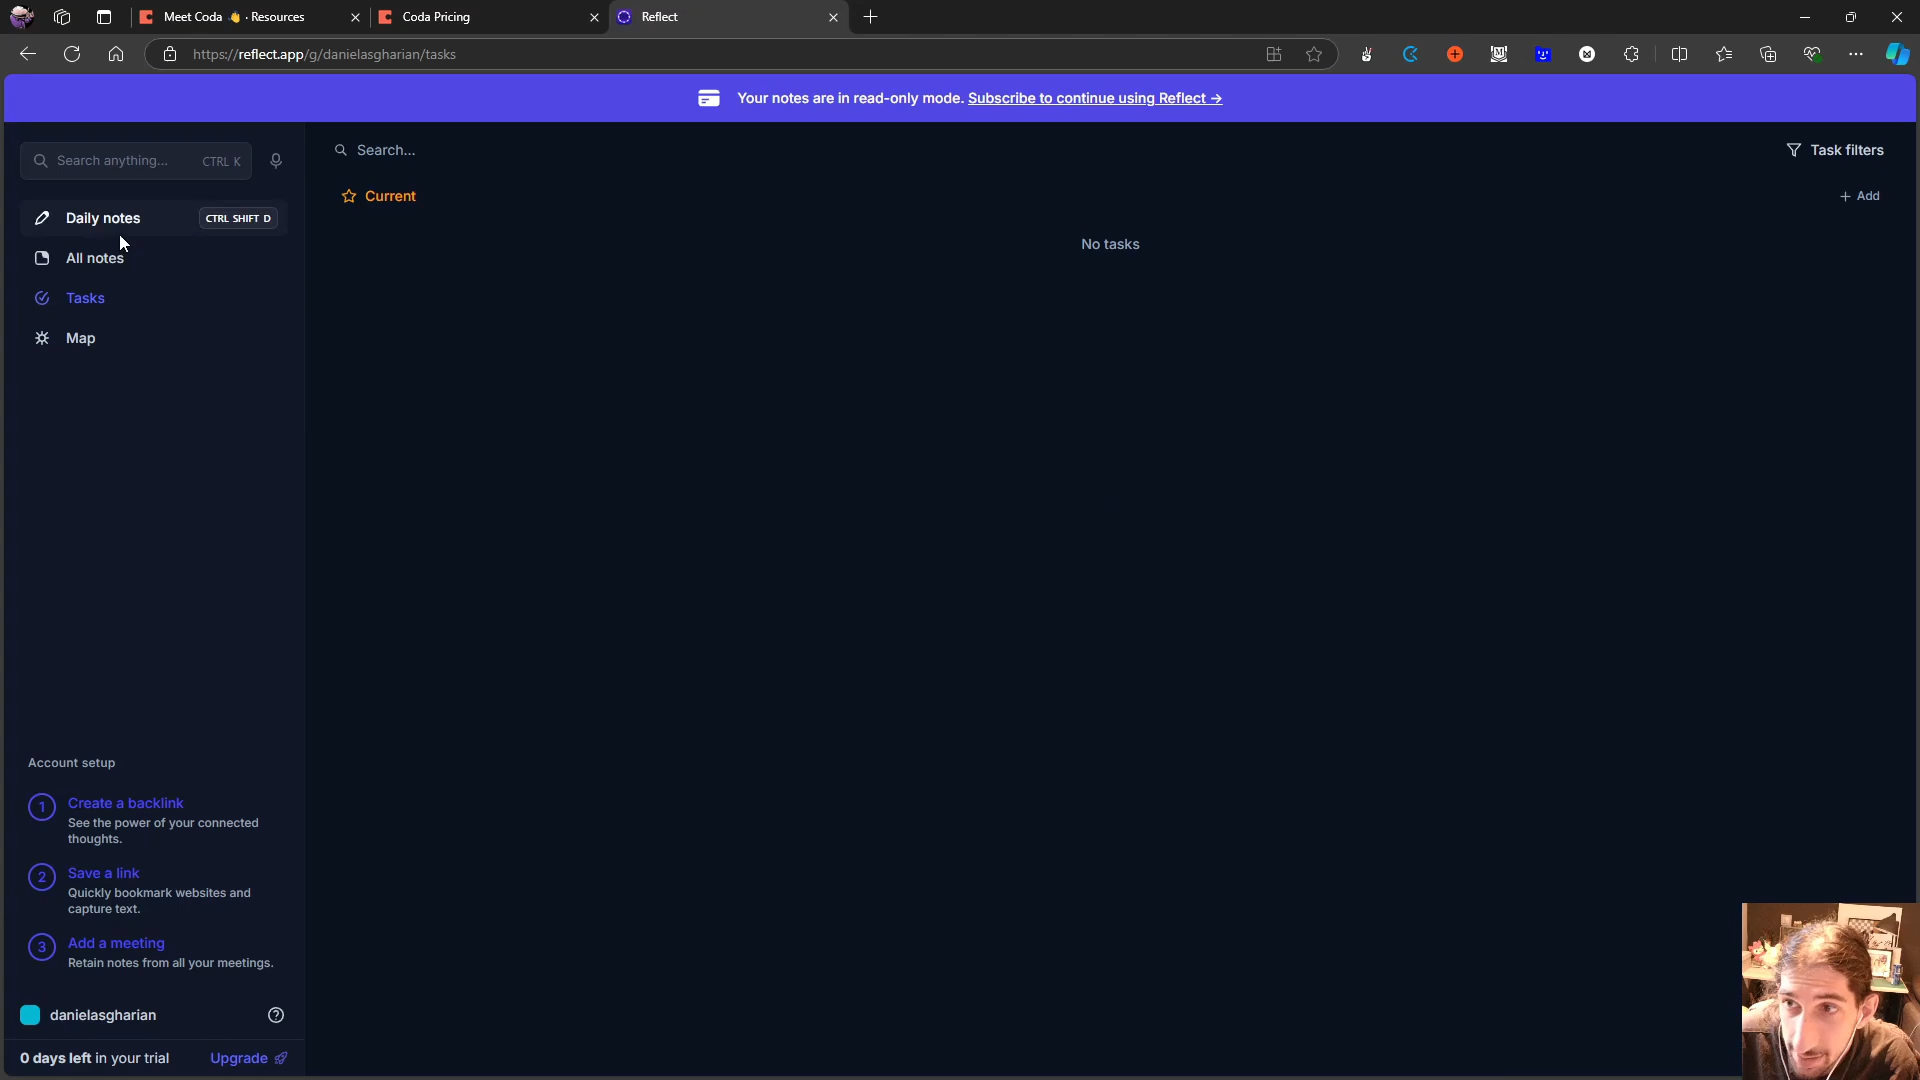 Meet Coda 👋 · Resources
Coda Pricing
Reflect
https://reflect.app/g/danielasgharian/tasks
Your notes are in read-only mode. Subscribe to continue using Reflect →
Search anything... CTRL K
Search...
Task filters
Current
+ Add
No tasks
Daily notes CTRL SHIFT D
All notes
Tasks
Map
Account setup
1 Create a backlink
See the power of your connected
thoughts.
2 Save a link
Quickly bookmark websites and
capture text.
3 Add a meeting
Retain notes from all your meetings.
danielasgharian
0 days left in your trial Upgrade